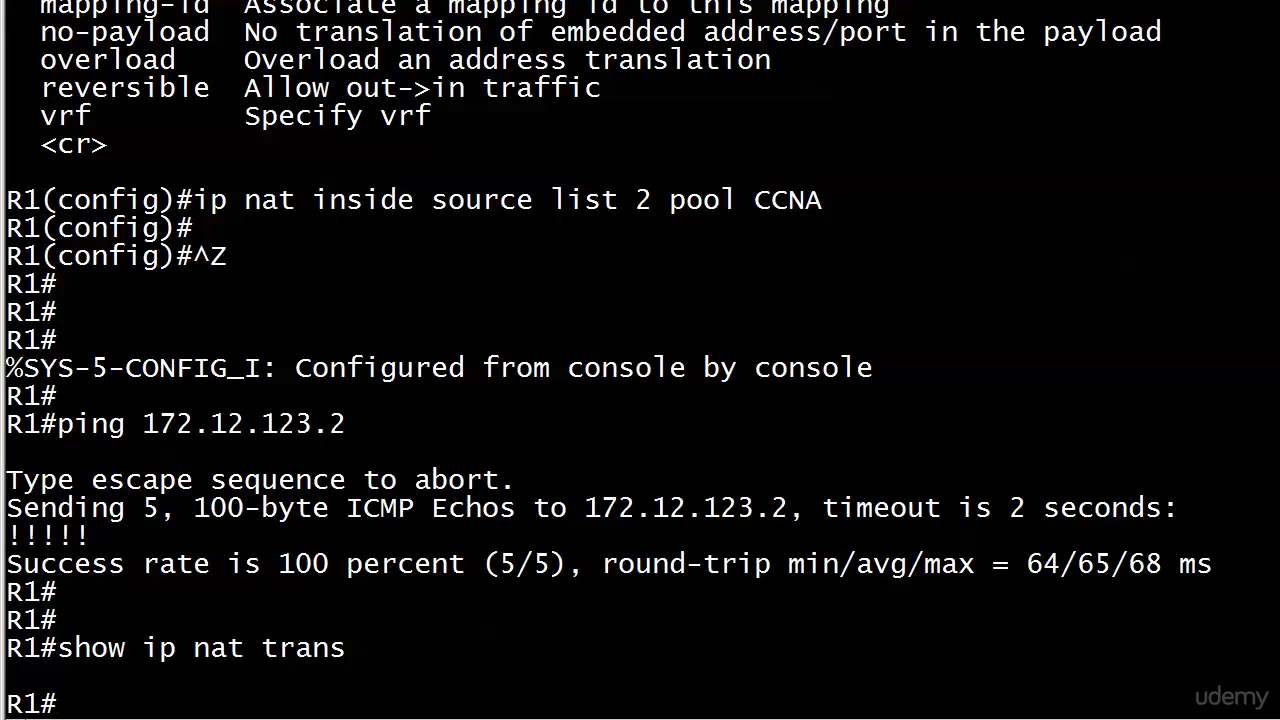 mapping-id  Associate a mapping id to this mapping
no-payload  No translation of embedded address/port in the payload
overload    Overload an address translation
reversible  Allow out->in traffic
vrf         Specify vrf
<cr>
R1(config)#ip nat inside source list 2 pool CCNA
R1(config)#
R1(config)#^Z
R1#
R1#
R1#
%SYS-5-CONFIG_I: Configured from console by console
R1#
R1#ping 172.12.123.2
Type escape sequence to abort.
Sending 5, 100-byte ICMP Echos to 172.12.123.2, timeout is 2 seconds:
!!!!!
Success rate is 100 percent (5/5), round-trip min/avg/max = 64/65/68 ms
R1#
R1#
R1#show ip nat trans
R1#
udemy